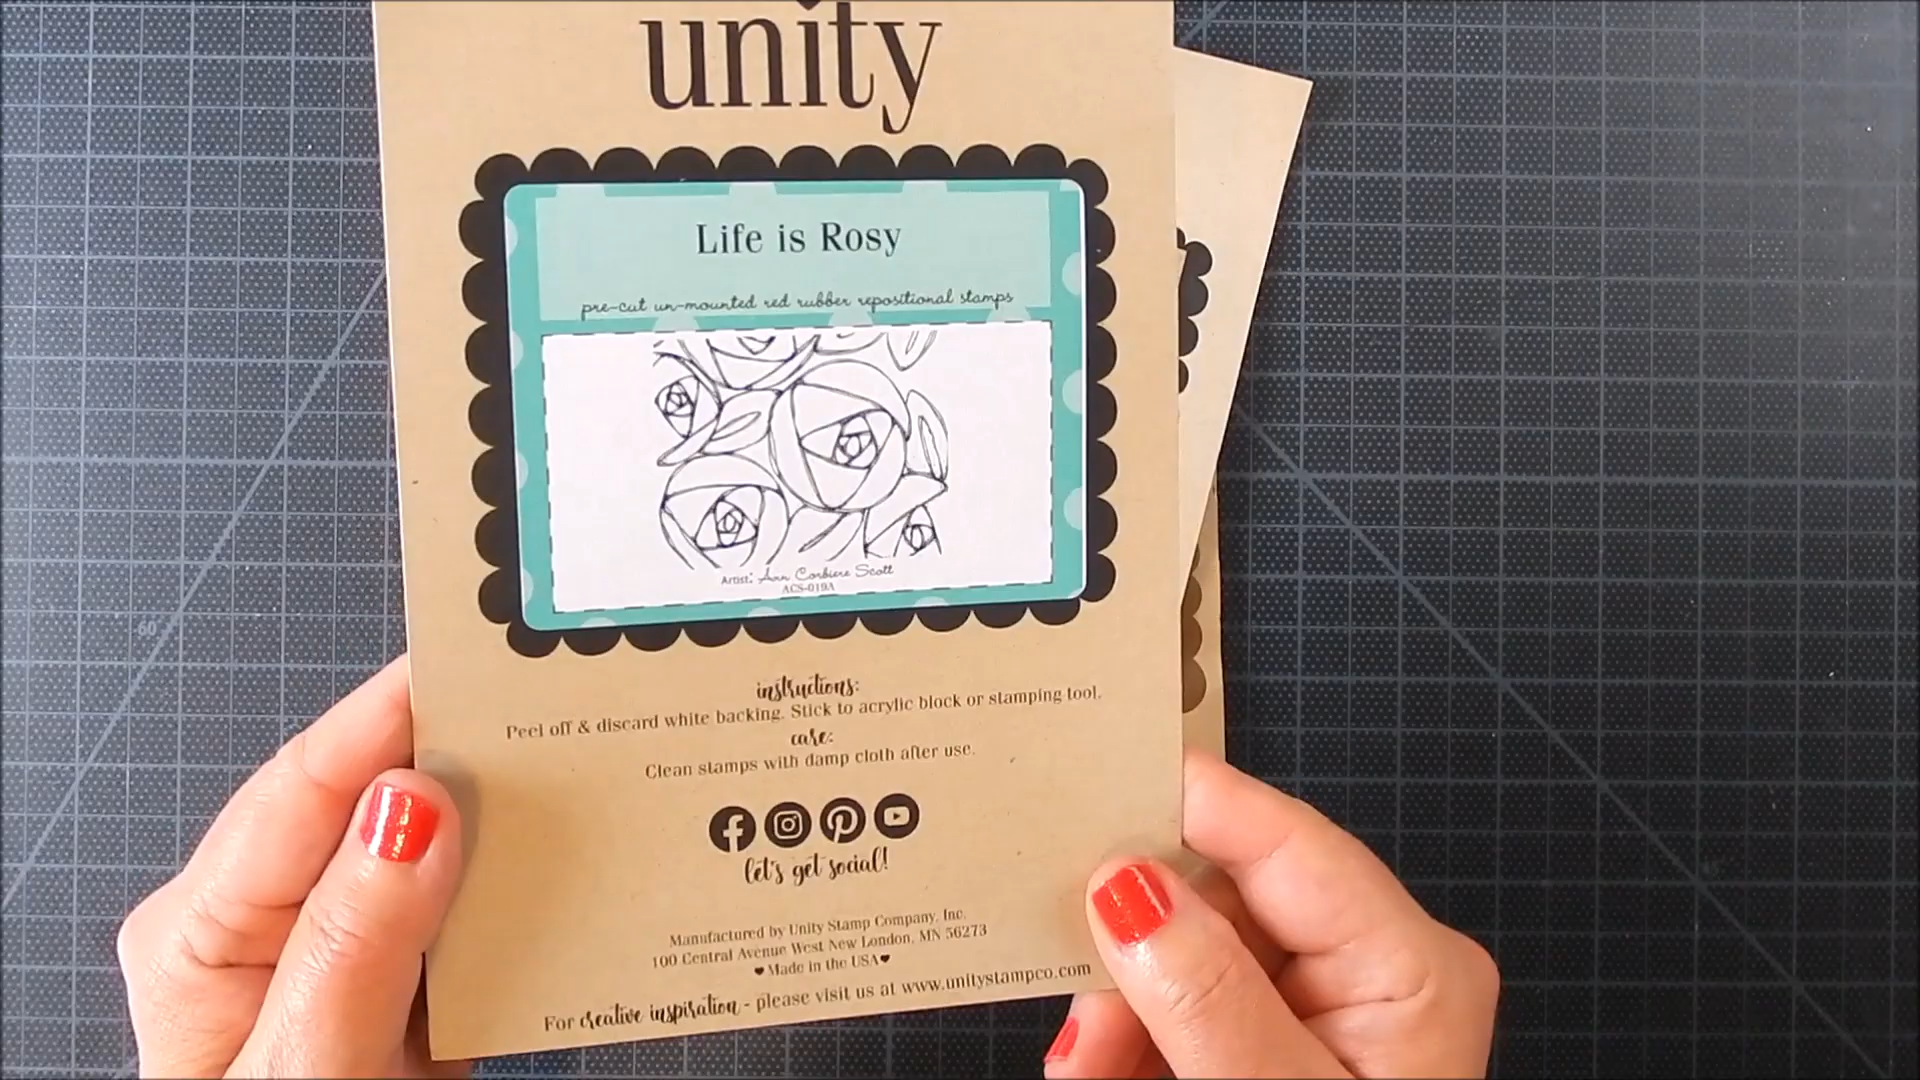 unity
Life is Rosy
pre-cut un-mounted red rubber repositional stamps
Artist: Ann Corbiere Scott
ACS-019A
instructions:
Peel off & discard white backing. Stick to acrylic block or stamping tool.
care:
Clean stamps with damp cloth after use.
let's get social!
Manufactured by Unity Stamp Company, Inc.
100 Central Avenue West New London, MN 56273
♥Made in the USA♥
For creative inspiration - please visit us at www.unitystampco.com
60